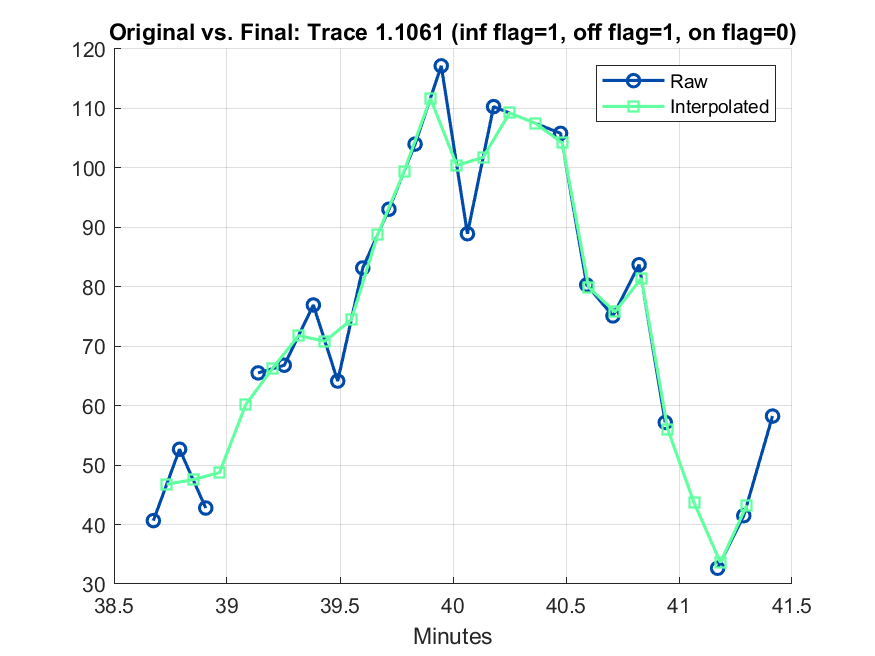 Original vs. Final: Trace 1.1061 (inf flag=1, off flag=1, on flag=0)
120
110
100
90
80
70
60
50
40
30
Raw
Interpolated
38.5 39 39.5 40 40.5 41 41.5
Minutes